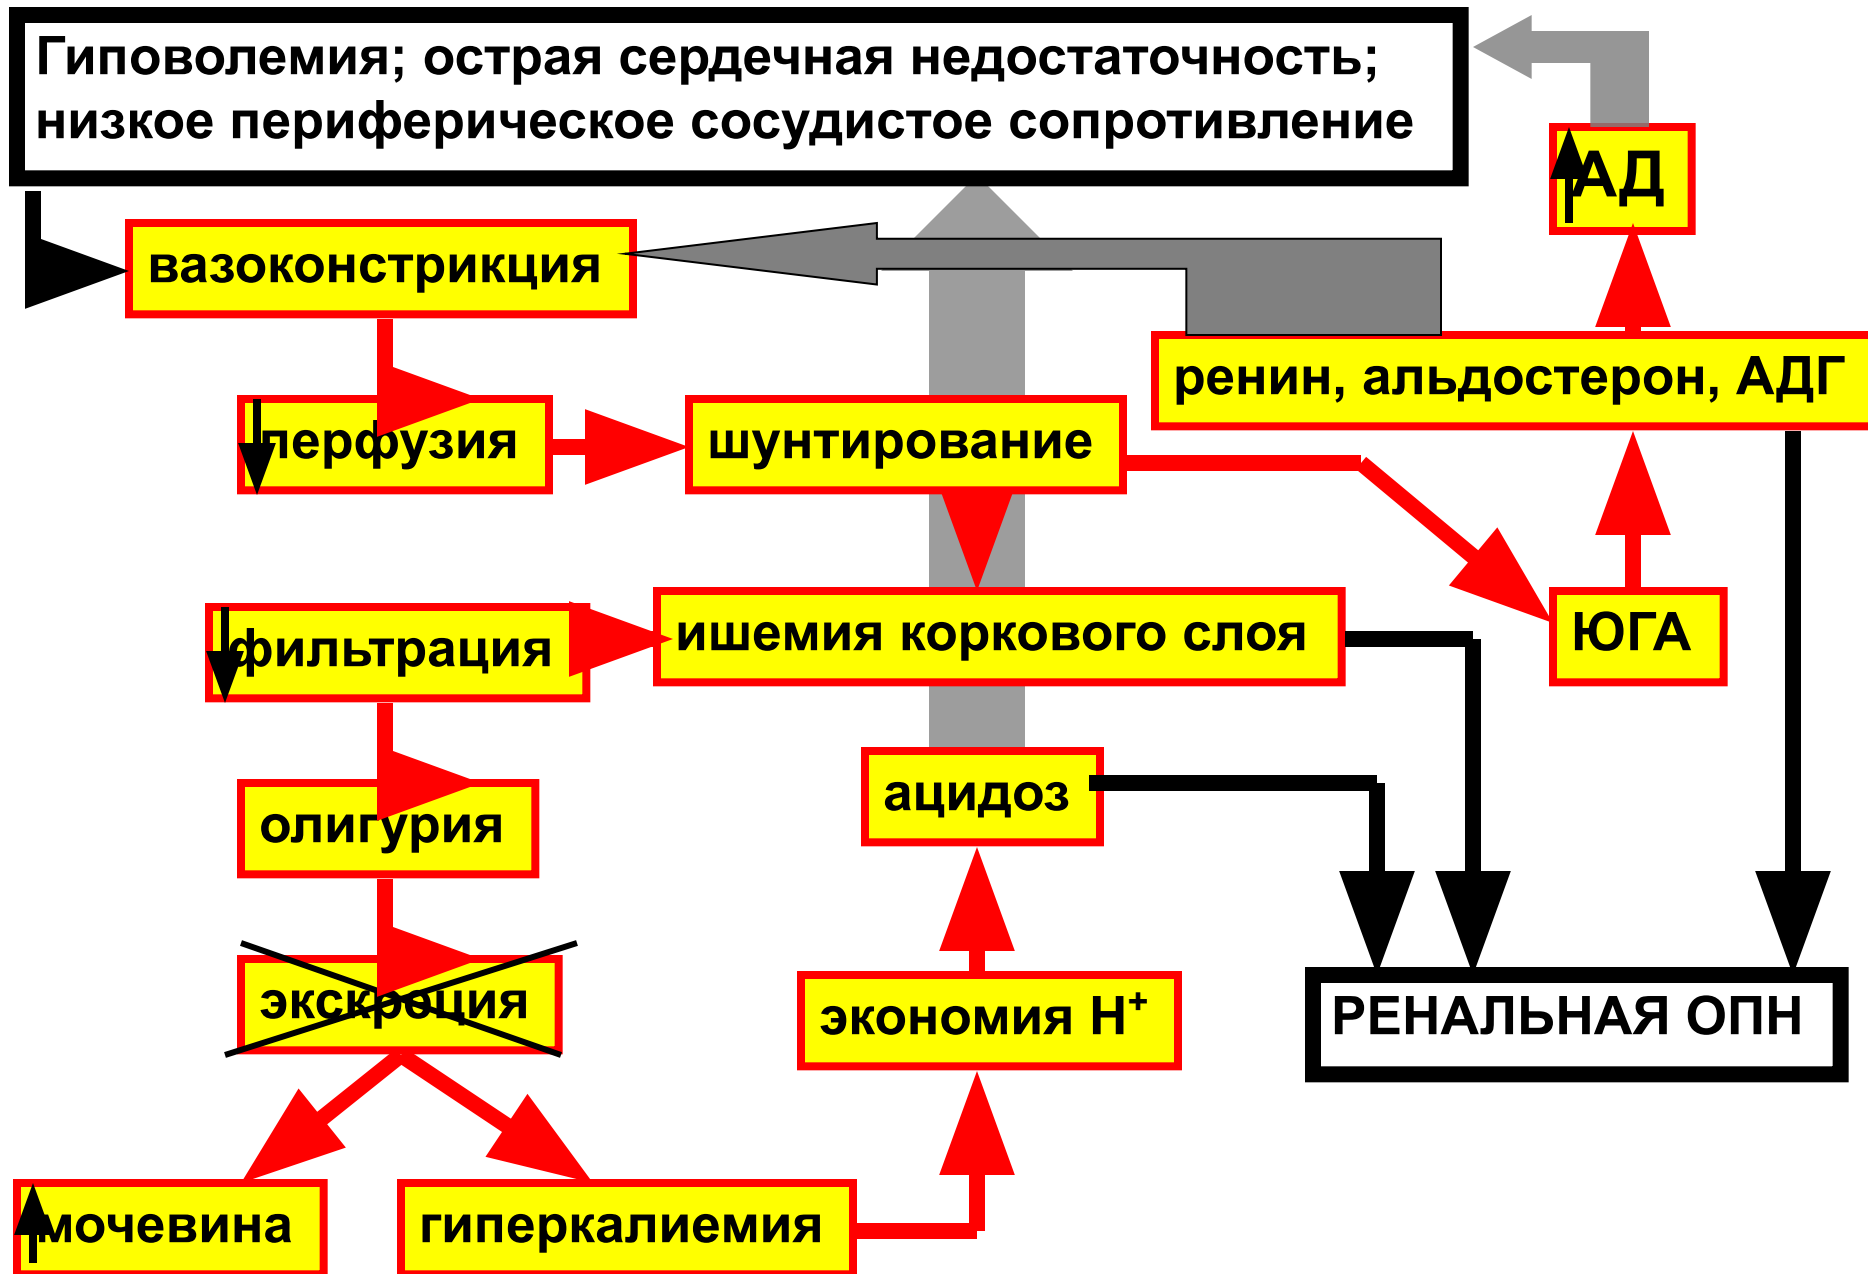 Гиповолемия; острая сердечная недостаточность;
низкое периферическое сосудистое сопротивление
АД
вазоконстрикция
ренин, альдостерон, АДГ
перфузия
шунтирование
фильтрация
ишемия коркового слоя
ЮГА
ацидоз
олигурия
экскреция
экономия Н⁺
РЕНАЛЬНАЯ ОПН
мочевина
гиперкалиемия